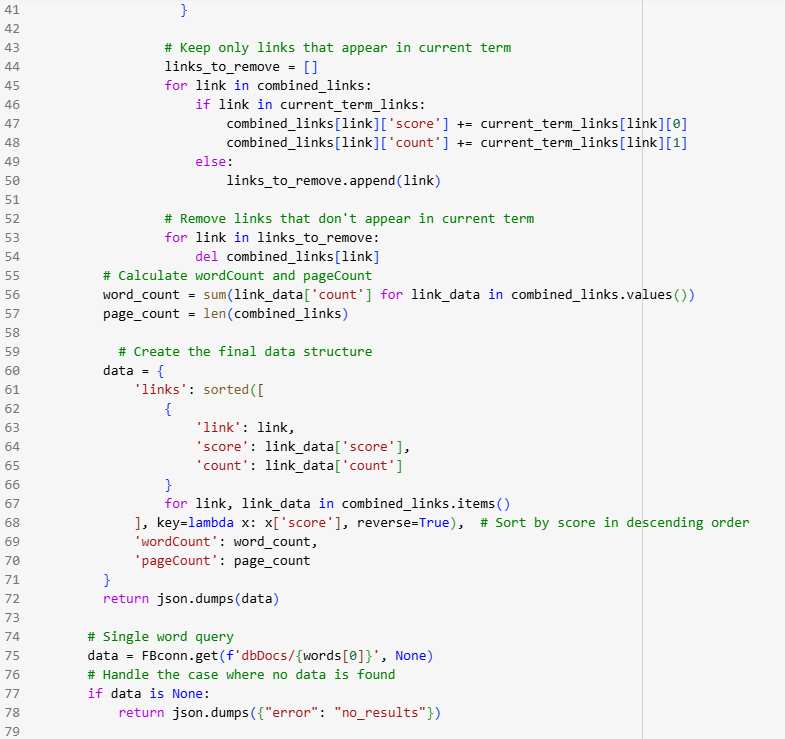 41                     }
42
43                   # Keep only links that appear in current term
44                   links_to_remove = []
45                   for link in combined_links:
46                       if link in current_term_links:
47                           combined_links[link]['score'] += current_term_links[link][0]
48                           combined_links[link]['count'] += current_term_links[link][1]
49                       else:
50                           links_to_remove.append(link)
51
52                   # Remove links that don't appear in current term
53                   for link in links_to_remove:
54                       del combined_links[link]
55           # Calculate wordCount and pageCount
56           word_count = sum(link_data['count'] for link_data in combined_links.values())
57           page_count = len(combined_links)
58
59             # Create the final data structure
60           data = {
61               'links': sorted([
62                   {
63                       'link': link,
64                       'score': link_data['score'],
65                       'count': link_data['count']
66                   }
67                   for link, link_data in combined_links.items()
68               ], key=lambda x: x['score'], reverse=True),  # Sort by score in descending order
69               'wordCount': word_count,
70               'pageCount': page_count
71           }
72           return json.dumps(data)
73
74         # Single word query
75         data = FBconn.get(f'dbDocs/{words[0]}', None)
76         # Handle the case where no data is found
77         if data is None:
78             return json.dumps({"error": "no_results"})
79